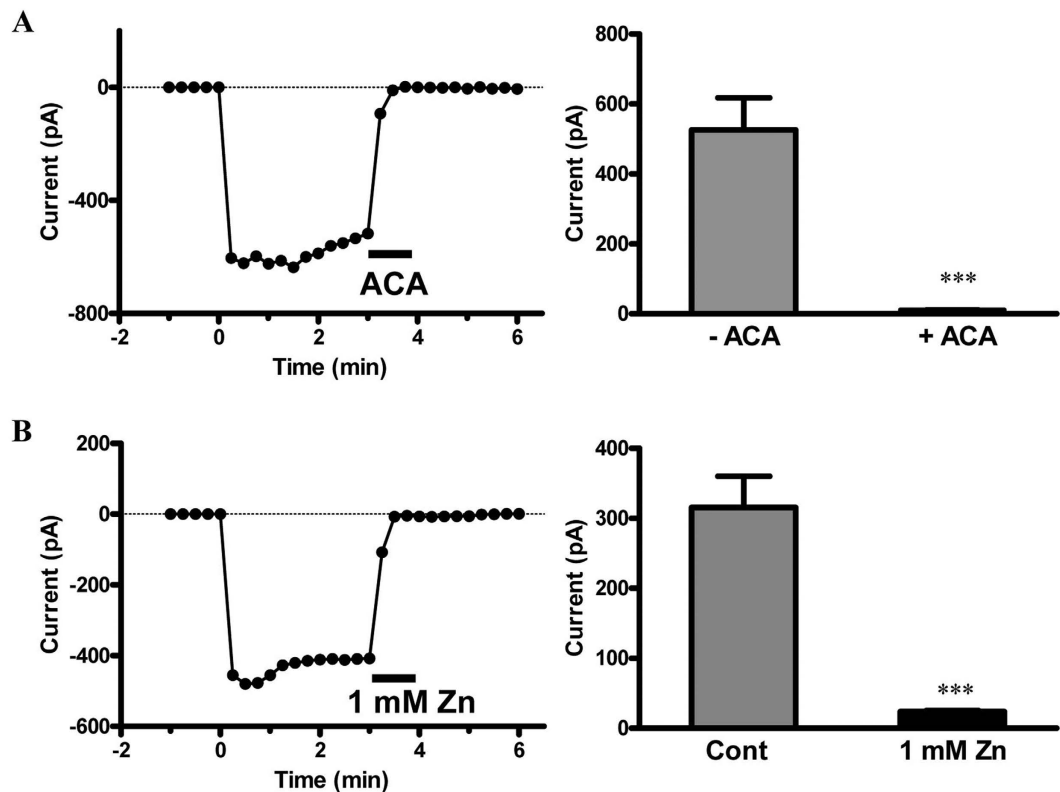 A
Current (pA)
0
-400
-800
-2
0
2
4
6
Time (min)
ACA
Current (pA)
800
600
400
200
0
***
- ACA
+ ACA
B
Current (pA)
200
0
-200
-400
-600
-2
0
2
4
6
Time (min)
1 mM Zn
Current (pA)
400
300
200
100
0
***
Cont
1 mM Zn